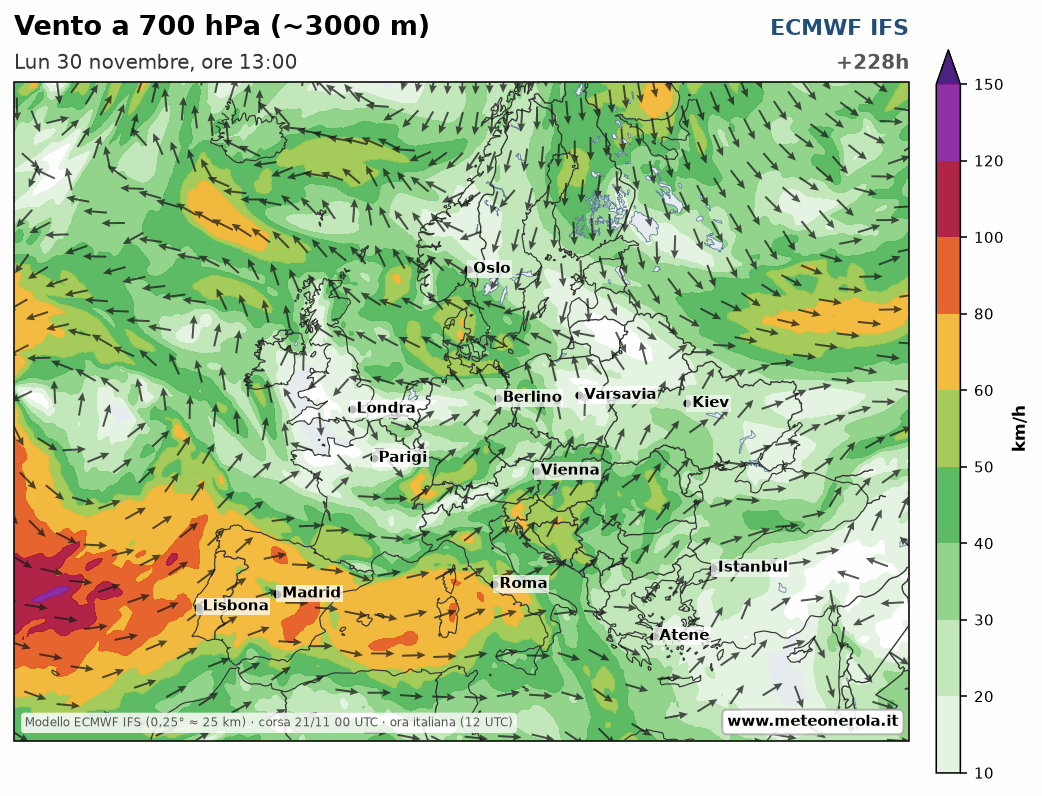 Vento a 700 hPa (~3000 m)
ECMWF IFS
Lun 30 novembre, ore 13:00
+228h
150
120
100
80
60
50
40
30
20
10
km/h
Oslo
Berlino
Varsavia
Kiev
Londra
Parigi
Vienna
Istanbul
Roma
Madrid
Lisbona
Atene
Modello ECMWF IFS (0,25° ≈ 25 km) · corsa 21/11 00 UTC · ora italiana (12 UTC)
www.meteonerola.it